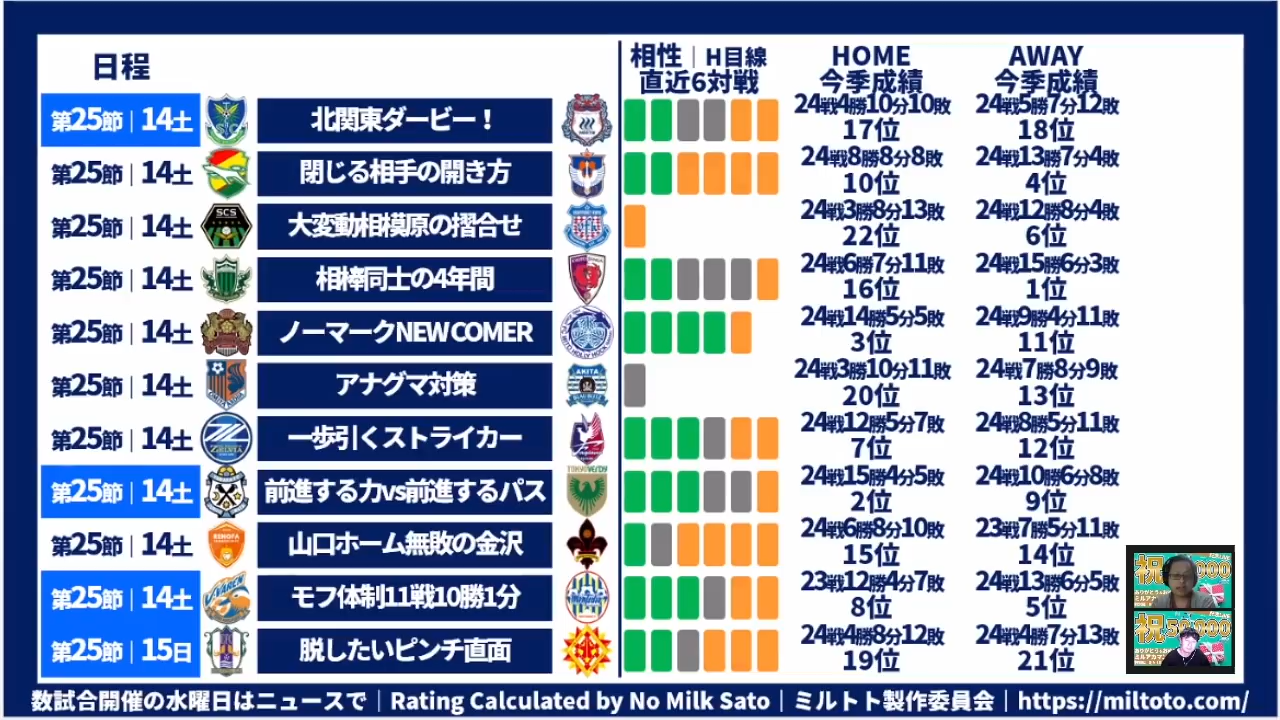 日程
相性｜H目線
直近6対戦
HOME
今季成績
AWAY
今季成績
第25節｜14土
北関東ダービー！
24戦4勝10分10敗
17位
24戦5勝7分12敗
18位
第25節｜14土
閉じる相手の開き方
24戦8勝8分8敗
10位
24戦13勝7分4敗
4位
第25節｜14土
SCS
大変動相模原の摺合せ
24戦3勝8分13敗
22位
24戦12勝8分4敗
6位
第25節｜14土
相棒同士の4年間
24戦6勝7分11敗
16位
24戦15勝6分3敗
1位
第25節｜14土
ノーマークNEW COMER
24戦14勝5分5敗
3位
24戦9勝4分11敗
11位
第25節｜14土
アナグマ対策
AKITA
24戦3勝10分11敗
20位
24戦7勝8分9敗
13位
第25節｜14土
ZELVIA
一歩引くストライカー
24戦12勝5分7敗
7位
24戦8勝5分11敗
12位
第25節｜14土
前進する力vs前進するパス
TOKYO VERDY
24戦15勝4分5敗
2位
24戦10勝6分8敗
9位
第25節｜14土
RENOFA
山口ホーム無敗の金沢
24戦6勝8分10敗
15位
23戦7勝5分11敗
14位
第25節｜14土
V・VAREN
モフ体制11戦10勝1分
MONTEDIO
23戦12勝4分7敗
8位
24戦13勝6分5敗
5位
第25節｜15日
脱したいピンチ直面
24戦4勝8分12敗
19位
24戦4勝7分13敗
21位
数試合開催の水曜日はニュースで｜Rating Calculated by No Milk Sato｜ミルトト製作委員会｜https://miltoto.com/